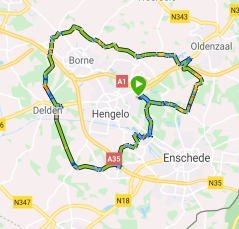 N343
Oldenzaal
Borne
A1
Delden
Hengelo
A35
Enschede
N35
N347
N18